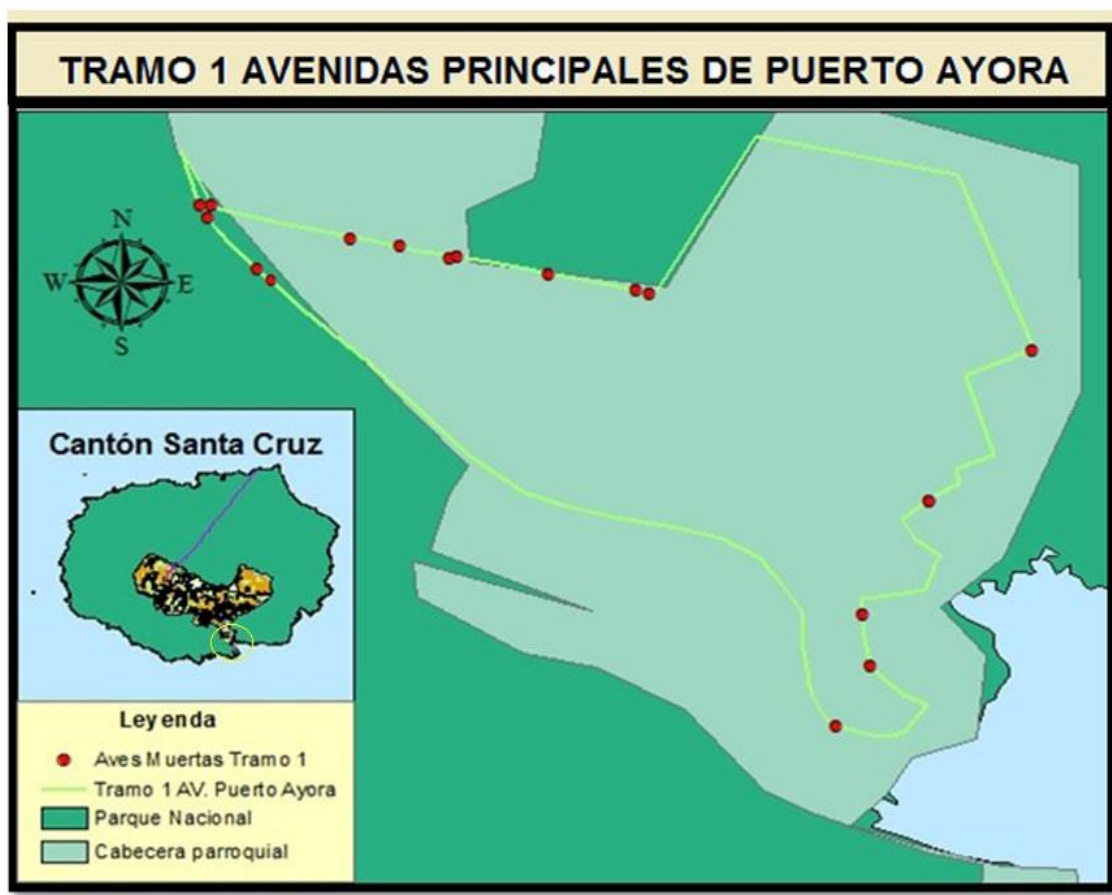 TRAMO 1 AVENIDAS PRINCIPALES DE PUERTO AYORA
N
W E
S
Cantón Santa Cruz
Leyenda
Aves Muertas Tramo 1
Tramo 1 AV. Puerto Ayora
Parque Nacional
Cabecera parroquial